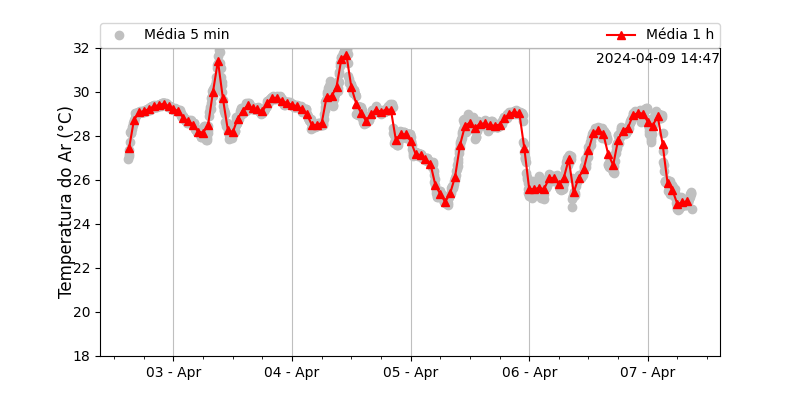 Média 5 min
Média 1 h
2024-04-09 14:47
Temperatura do Ar (°C)
32
30
28
26
24
22
20
18
03 - Apr
04 - Apr
05 - Apr
06 - Apr
07 - Apr